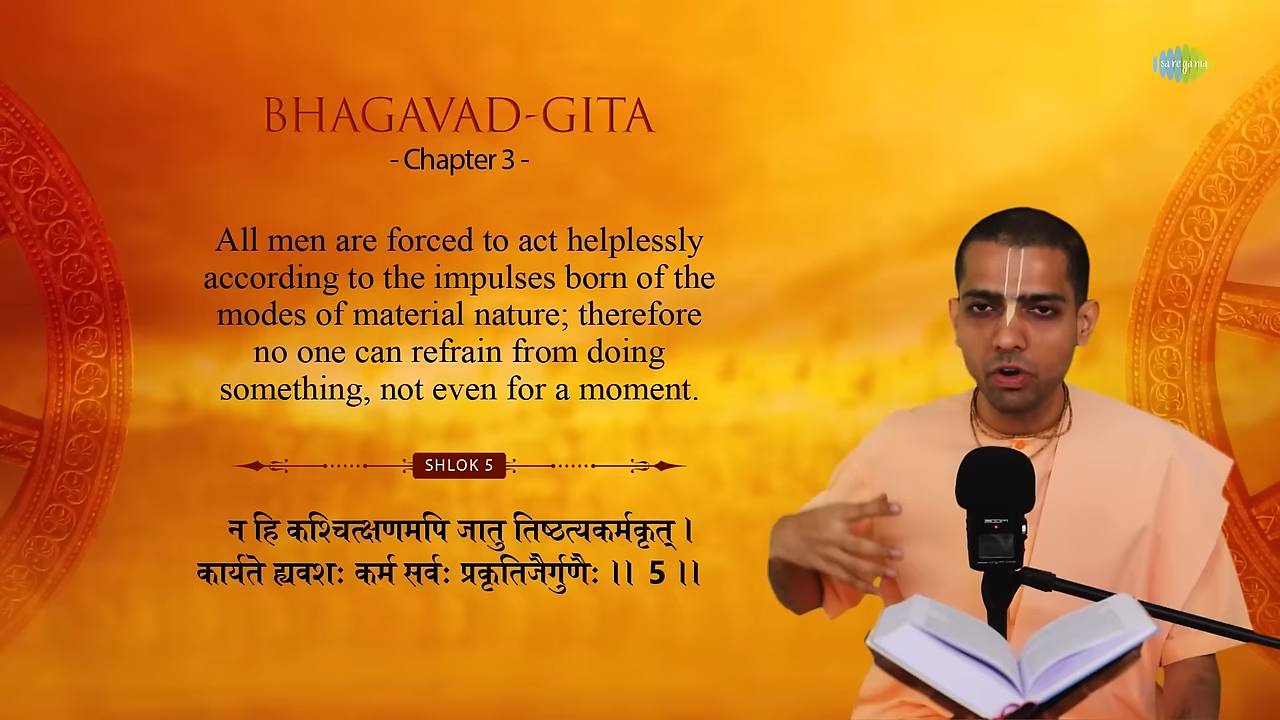 saregama
BHAGAVAD-GITA
- Chapter 3 -
All men are forced to act helplessly
according to the impulses born of the
modes of material nature; therefore
no one can refrain from doing
something, not even for a moment.
SHLOK 5
न हि कश्चित्क्षणमपि जातु तिष्ठत्यकर्मकृत् ।
कार्यते ह्यवशः कर्म सर्वः प्रकृतिजैर्गुणैः ।। 5 ।।
zoom